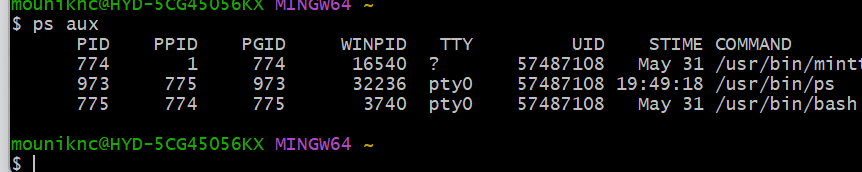 mouniknc@HYD-5CG45056KX MINGW64 ~
$ ps aux
PID PPID PGID WINPID TTY UID STIME COMMAND
774 1 774 16540 ? 57487108 May 31 /usr/bin/mintt
973 775 973 32236 pty0 57487108 19:49:18 /usr/bin/ps
775 774 775 3740 pty0 57487108 May 31 /usr/bin/bash
mouniknc@HYD-5CG45056KX MINGW64 ~
$